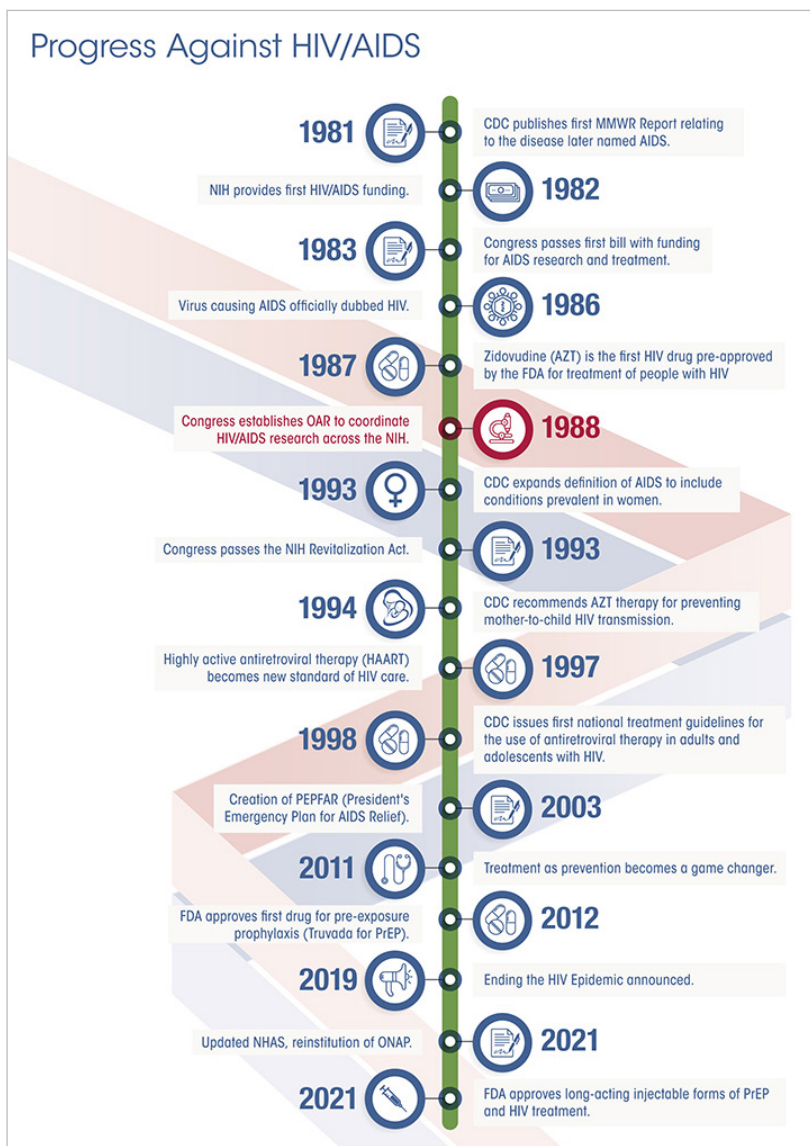 Progress Against HIV/AIDS
1981
CDC publishes first MMWR Report relating
to the disease later named AIDS.
NIH provides first HIV/AIDS funding.
1982
1983
Congress passes first bill with funding
for AIDS research and treatment.
Virus causing AIDS officially dubbed HIV.
1986
1987
Zidovudine (AZT) is the first HIV drug pre-approved
by the FDA for treatment of people with HIV
Congress establishes OAR to coordinate
HIV/AIDS research across the NIH.
1988
1993
CDC expands definition of AIDS to include
conditions prevalent in women.
Congress passes the NIH Revitalization Act.
1993
1994
CDC recommends AZT therapy for preventing
mother-to-child HIV transmission.
Highly active antiretroviral therapy (HAART)
becomes new standard of HIV care.
1997
1998
CDC issues first national treatment guidelines for
the use of antiretroviral therapy in adults and
adolescents with HIV.
Creation of PEPFAR (President's
Emergency Plan for AIDS Relief).
2003
2011
Treatment as prevention becomes a game changer.
FDA approves first drug for pre-exposure
prophylaxis (Truvada for PrEP).
2012
2019
Ending the HIV Epidemic announced.
Updated NHAS, reinstitution of ONAP.
2021
2021
FDA approves long-acting injectable forms of PrEP
and HIV treatment.